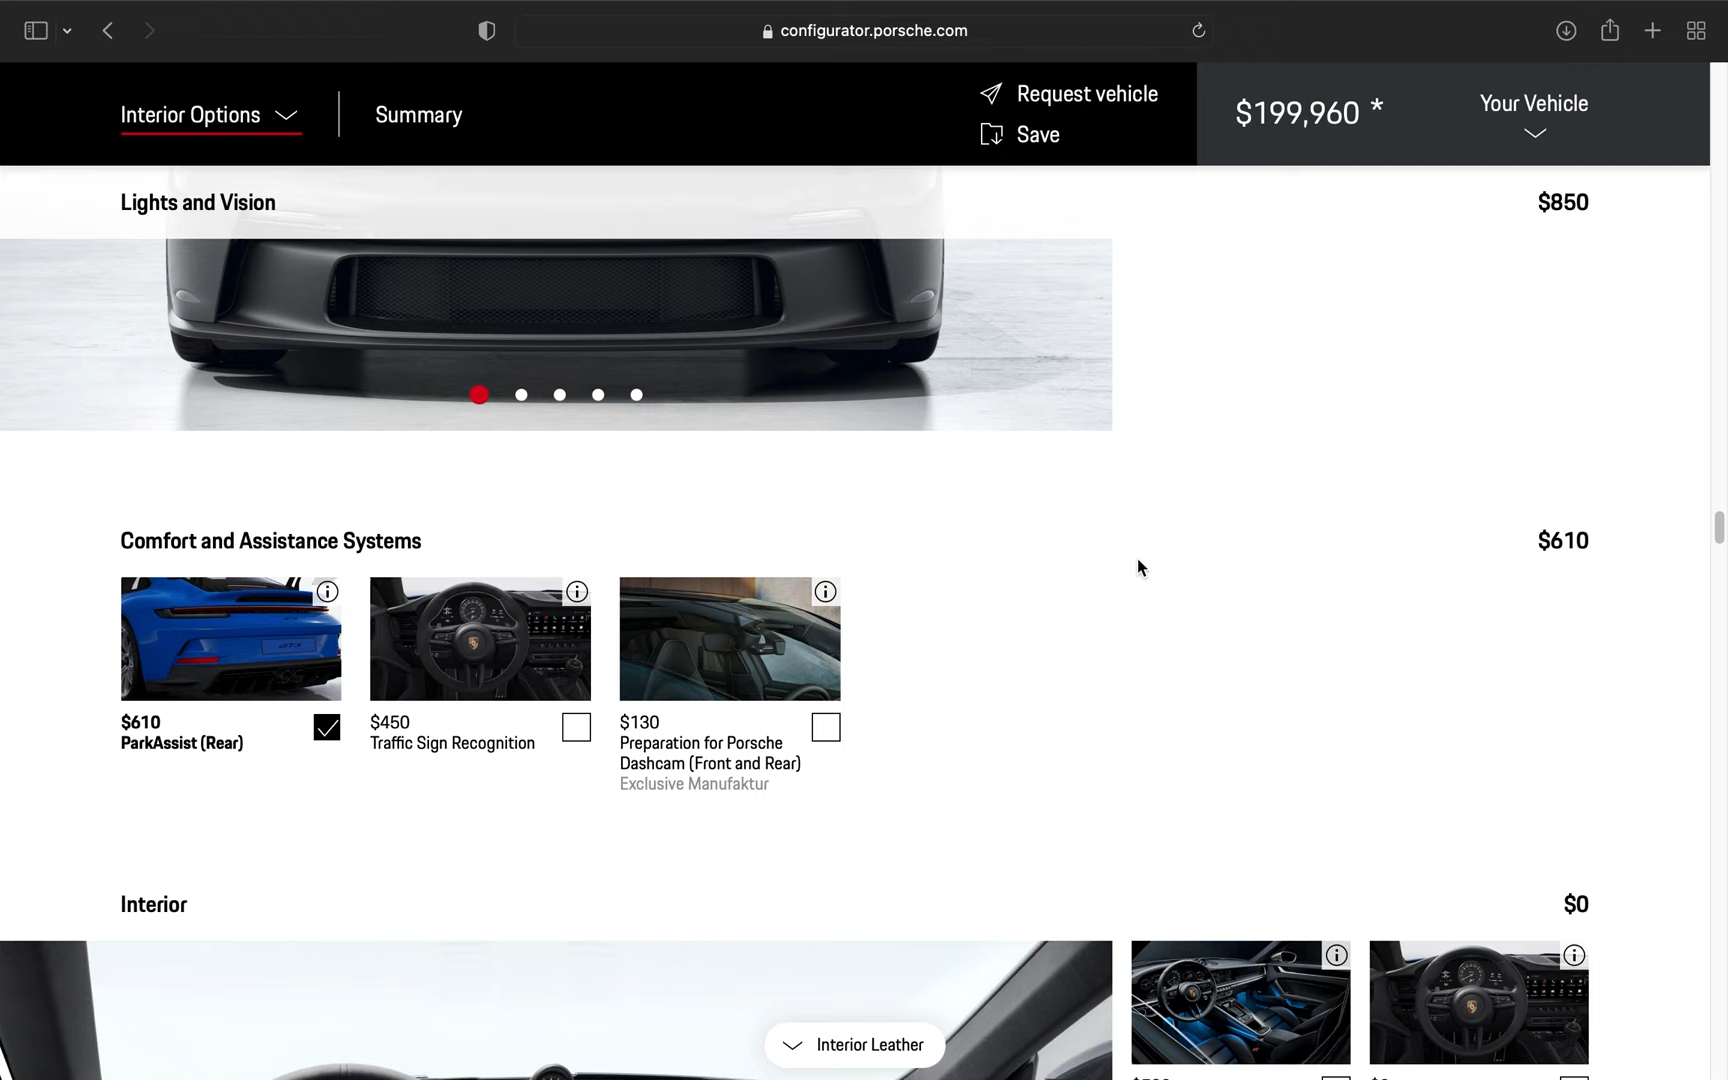 configurator.porsche.com
Interior Options
Summary
Request vehicle
Save
$199,960 *
Your Vehicle
Lights and Vision
$850
Comfort and Assistance Systems
$610
$610
ParkAssist (Rear)
$450
Traffic Sign Recognition
$130
Preparation for Porsche
Dashcam (Front and Rear)
Exclusive Manufaktur
Interior
$0
Interior Leather